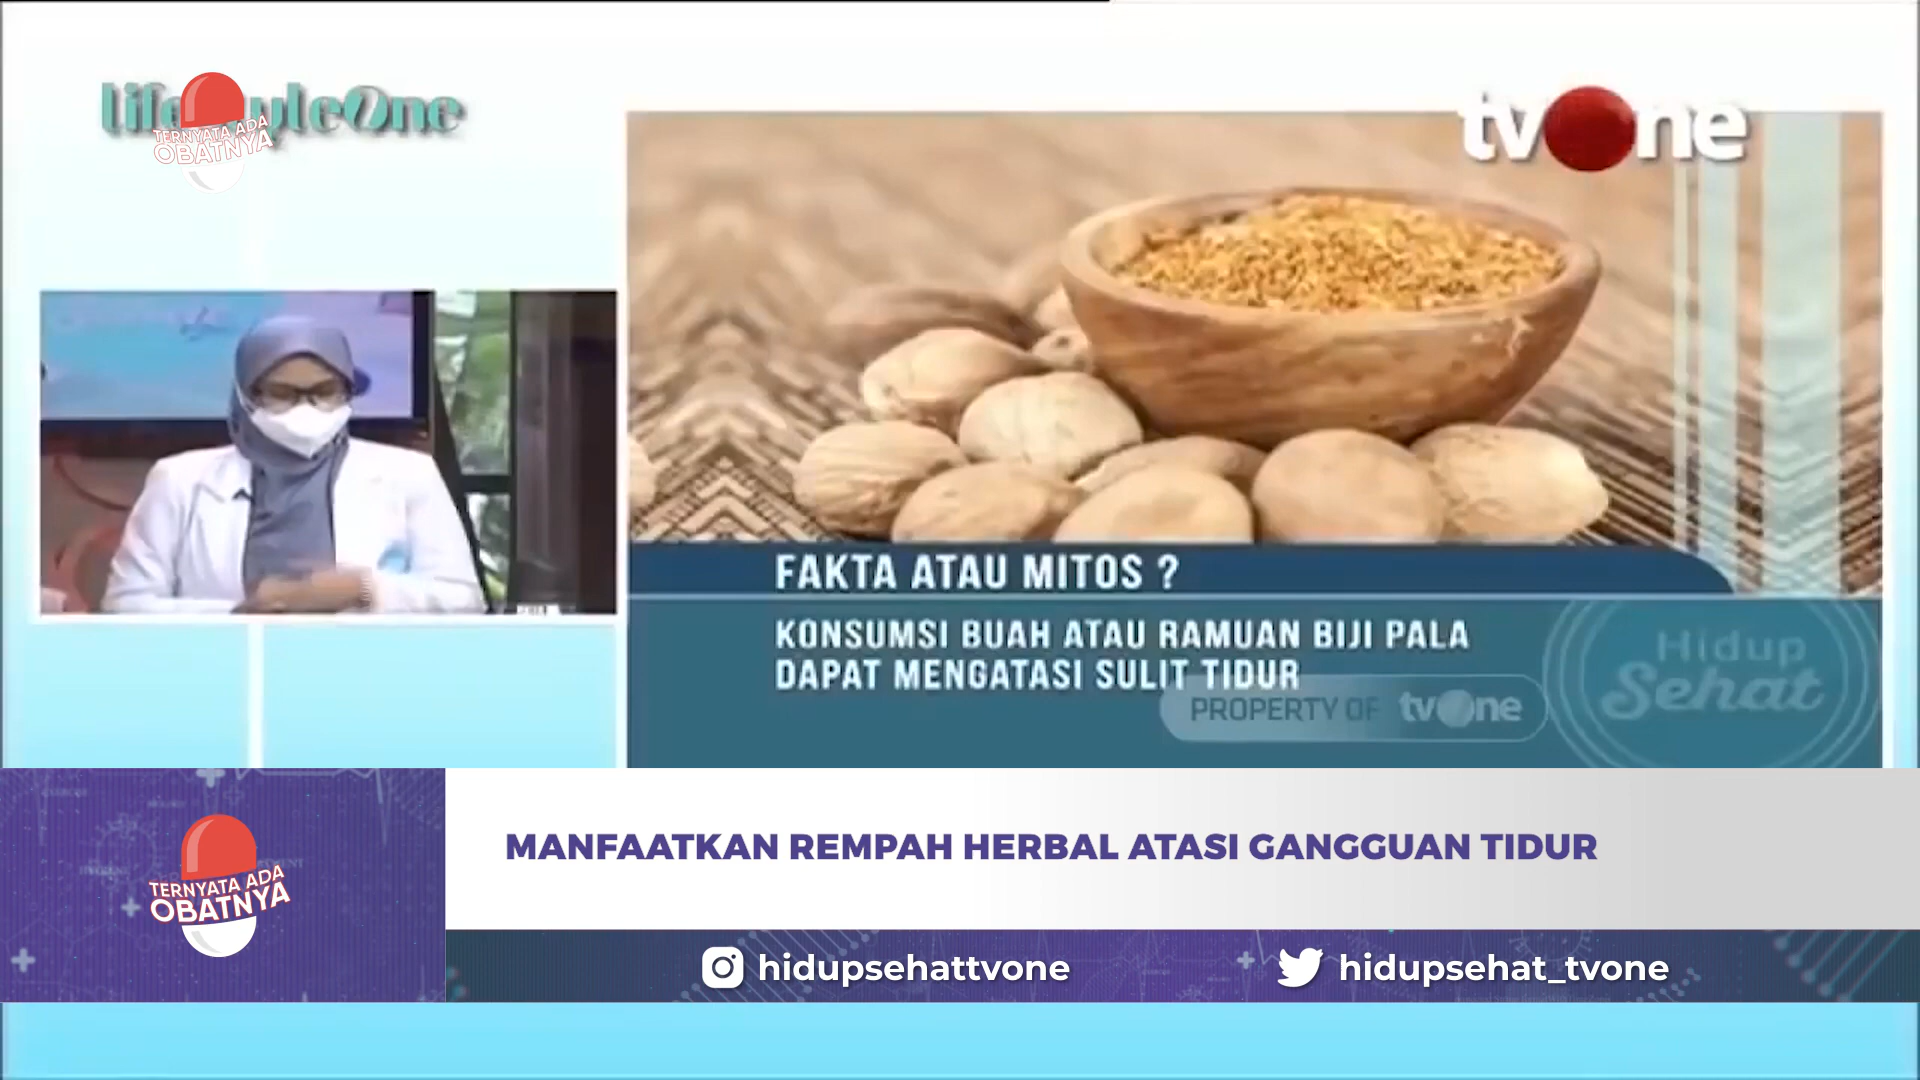 LifestyleOne
TERNYATA ADA
OBATNYA
tvOne
FAKTA ATAU MITOS ?
KONSUMSI BUAH ATAU RAMUAN BIJI PALA
DAPAT MENGATASI SULIT TIDUR
Hidup
Sehat
PROPERTY OF tvOne
MANFAATKAN REMPAH HERBAL ATASI GANGGUAN TIDUR
TERNYATA ADA
OBATNYA
hidupsehattvone
hidupsehat_tvone